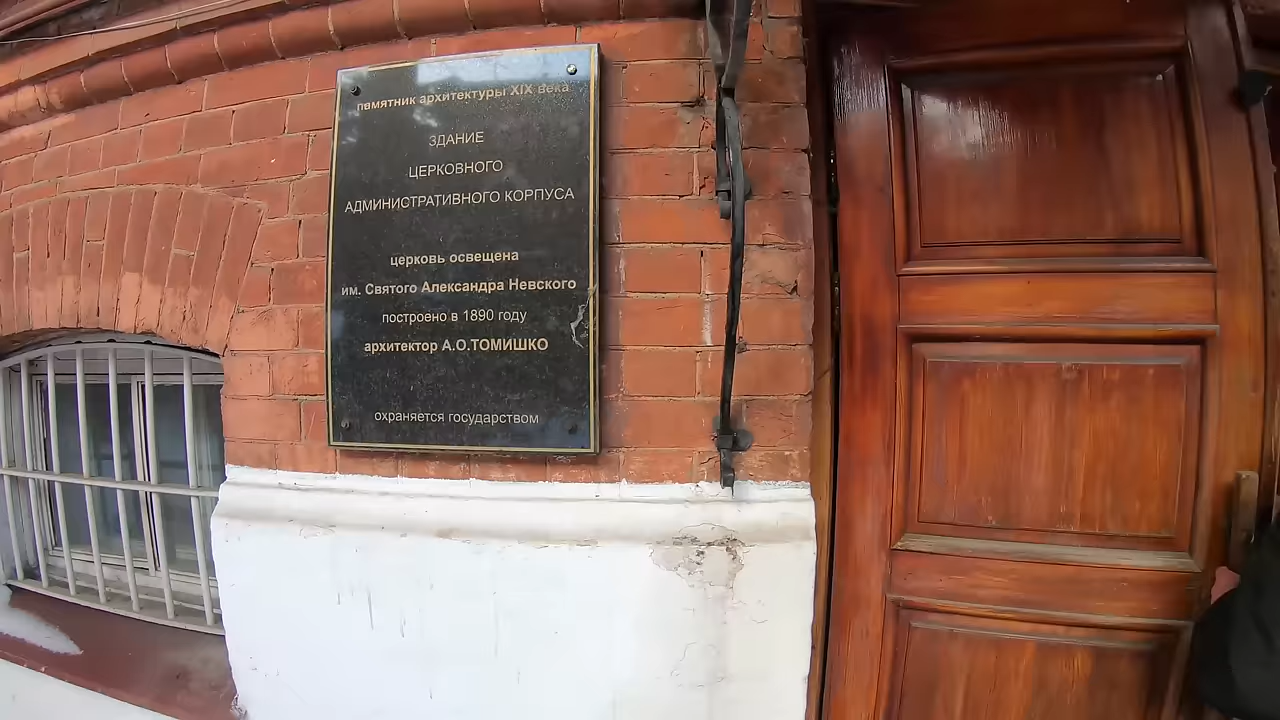 памятник архитектуры XIX века
ЗДАНИЕ
ЦЕРКОВНОГО
АДМИНИСТРАТИВНОГО КОРПУСА
церковь освещена
им. Святого Александра Невского
построено в 1890 году
архитектор А.О.ТОМИШКО
охраняется государством